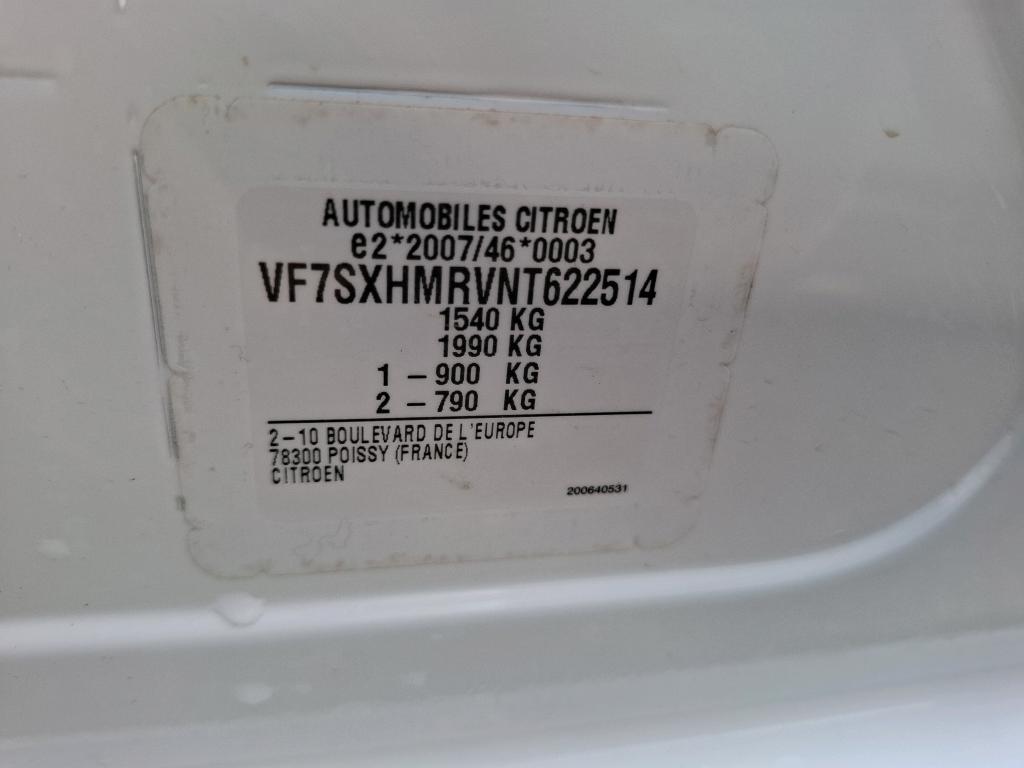 AUTOMOBILES CITROEN
e2*2007/46*0003
VF7SXHMRVNT622514
1540 KG
1990 KG
1 - 900 KG
2 - 790 KG
2-10 BOULEVARD DE L'EUROPE
78300 POISSY (FRANCE)
CITROEN
200640531